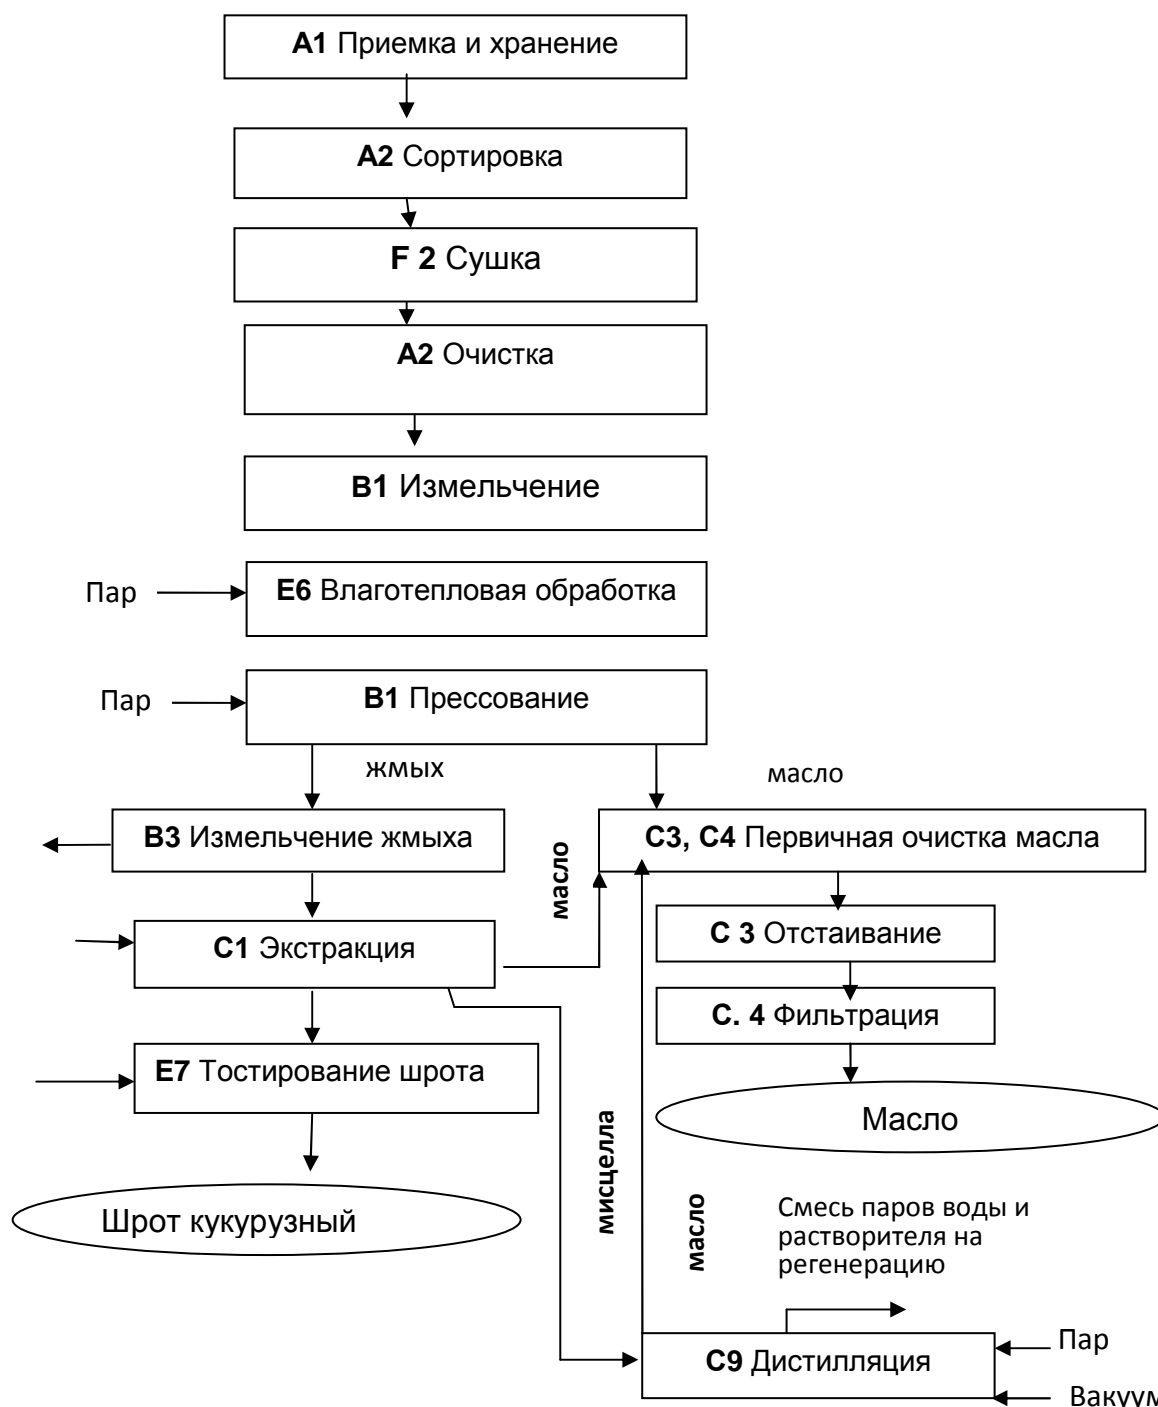 A1 Приемка и хранение
A2 Сортировка
F 2 Сушка
A2 Очистка
B1 Измельчение
Пар
E6 Влаготепловая обработка
Пар
B1 Прессование
жмых
масло
B3 Измельчение жмыха
масло
C3, C4 Первичная очистка масла
C1 Экстракция
C 3 Отстаивание
C. 4 Фильтрация
E7 Тостирование шрота
Масло
мисцелла
Шрот кукурузный
масло
Смесь паров воды и
растворителя на
регенерацию
C9 Дистилляция
Пар
Вакуум